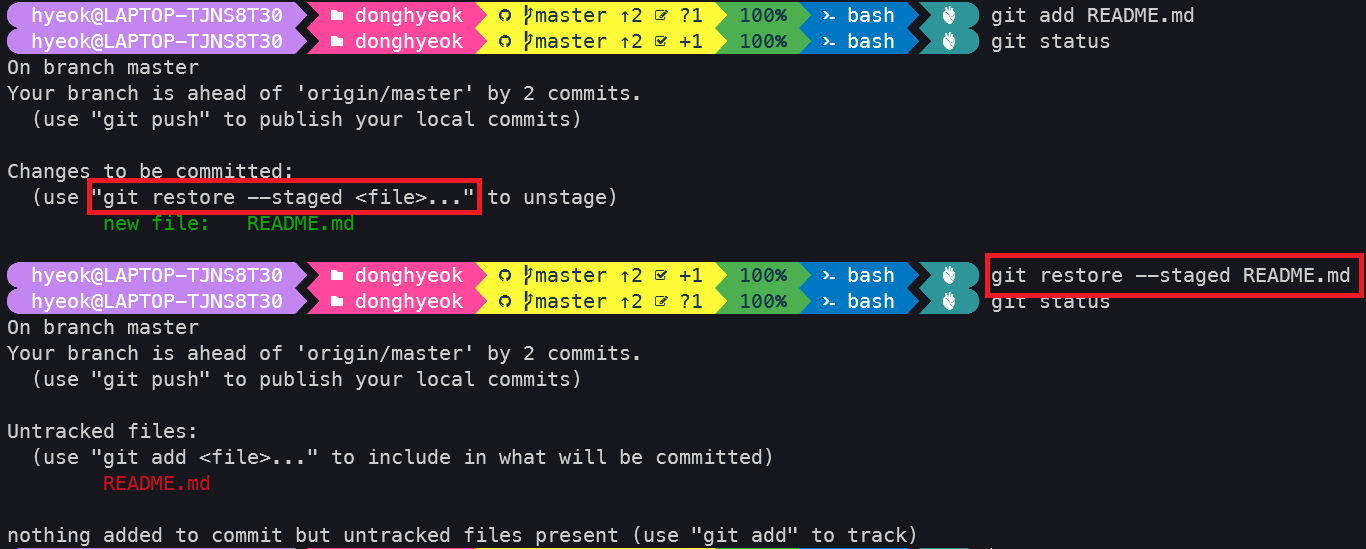 hyeok@LAPTOP-TJNS8T30 donghyeok master ↑2 ?1 100% bash git add README.md
hyeok@LAPTOP-TJNS8T30 donghyeok master ↑2 +1 100% bash git status
On branch master
Your branch is ahead of 'origin/master' by 2 commits.
(use "git push" to publish your local commits)
Changes to be committed:
(use "git restore --staged <file>..." to unstage)
new file: README.md
hyeok@LAPTOP-TJNS8T30 donghyeok master ↑2 +1 100% bash git restore --staged README.md
hyeok@LAPTOP-TJNS8T30 donghyeok master ↑2 ?1 100% bash git status
On branch master
Your branch is ahead of 'origin/master' by 2 commits.
(use "git push" to publish your local commits)
Untracked files:
(use "git add <file>..." to include in what will be committed)
README.md
nothing added to commit but untracked files present (use "git add" to track)